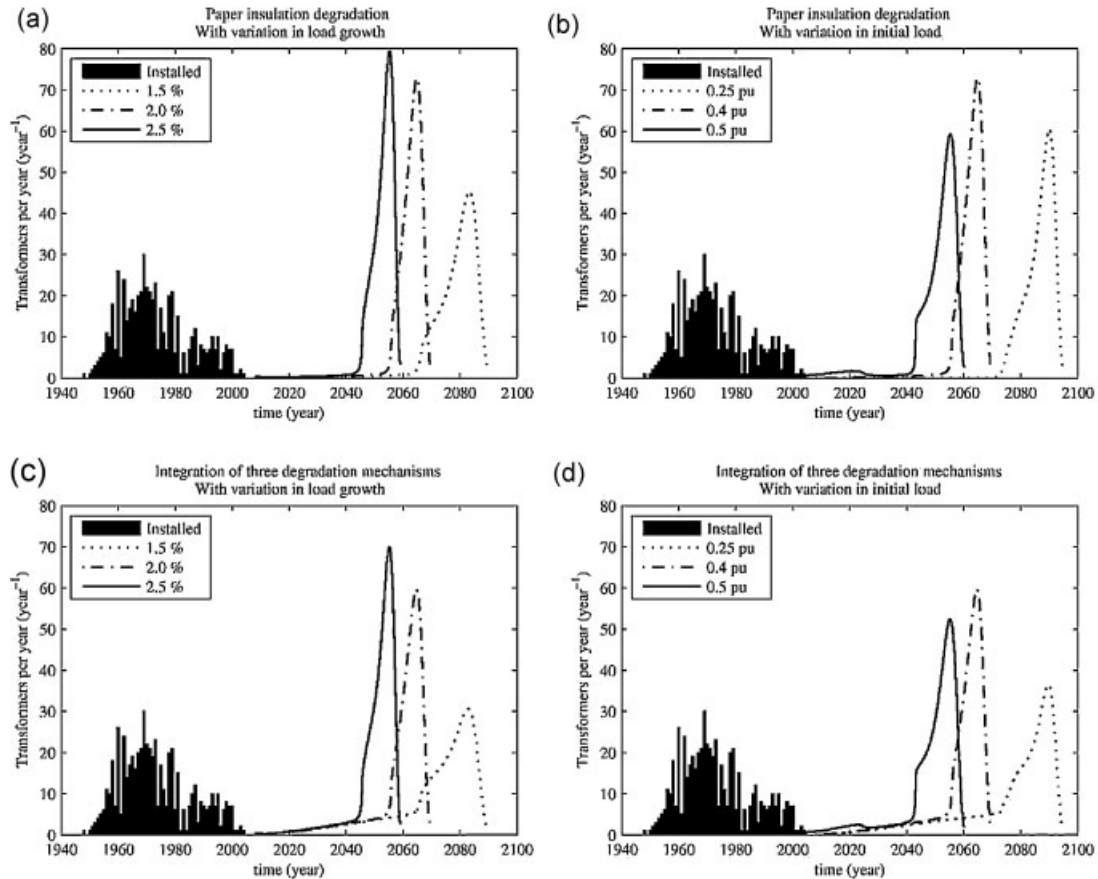 (a)
Paper insulation degradation
With variation in load growth
Transformers per year (year⁻¹)
80
70
60
50
40
30
20
10
0
Installed
1.5 %
2.0 %
2.5 %
1940 1960 1980 2000 2020 2040 2060 2080 2100
time (year)
(b)
Paper insulation degradation
With variation in initial load
Transformers per year (year⁻¹)
80
70
60
50
40
30
20
10
0
Installed
0.25 pu
0.4 pu
0.5 pu
1940 1960 1980 2000 2020 2040 2060 2080 2100
time (year)
(c)
Integration of three degradation mechanisms
With variation in load growth
Transformers per year (year⁻¹)
80
70
60
50
40
30
20
10
0
Installed
1.5 %
2.0 %
2.5 %
1940 1960 1980 2000 2020 2040 2060 2080 2100
time (year)
(d)
Integration of three degradation mechanisms
With variation in initial load
Transformers per year (year⁻¹)
80
70
60
50
40
30
20
10
0
Installed
0.25 pu
0.4 pu
0.5 pu
1940 1960 1980 2000 2020 2040 2060 2080 2100
time (year)